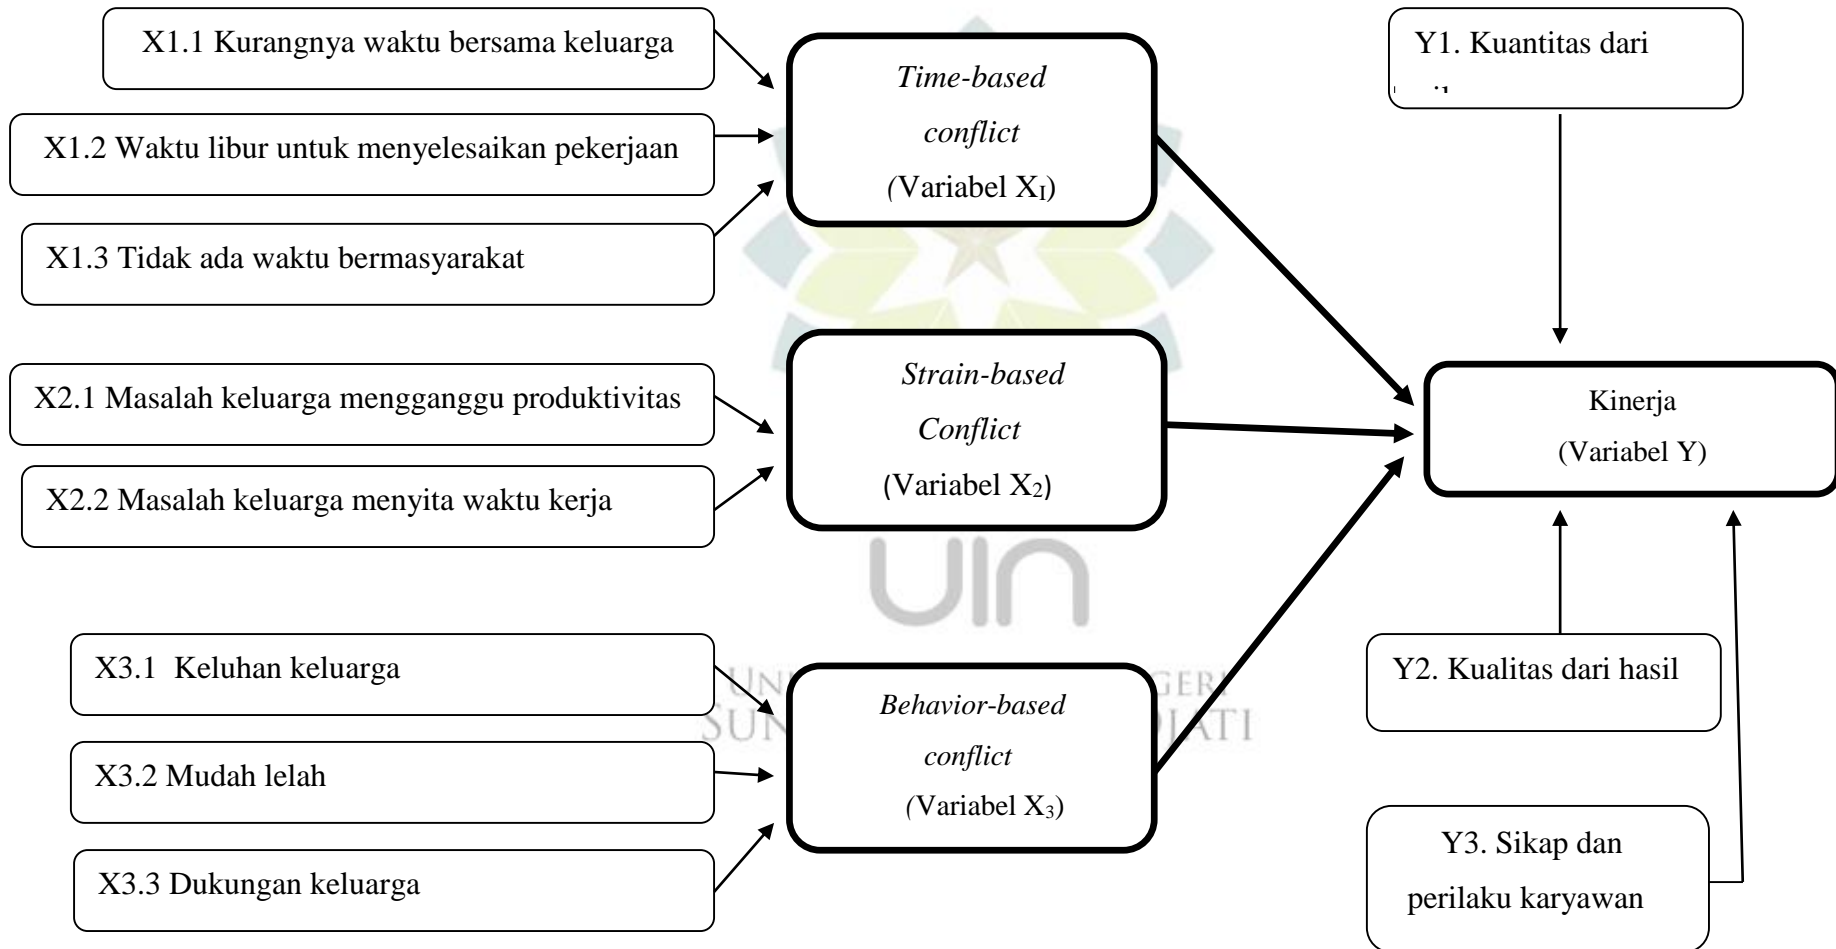 X1.1 Kurangnya waktu bersama keluarga
X1.2 Waktu libur untuk menyelesaikan pekerjaan
X1.3 Tidak ada waktu bermasyarakat
Time-based
conflict
(Variabel XI)
Y1. Kuantitas dari
X2.1 Masalah keluarga mengganggu produktivitas
X2.2 Masalah keluarga menyita waktu kerja
Strain-based
Conflict
(Variabel X2)
Kinerja
(Variabel Y)
uin
X3.1 Keluhan keluarga
X3.2 Mudah lelah
X3.3 Dukungan keluarga
Behavior-based
conflict
(Variabel X3)
Y2. Kualitas dari hasil
Y3. Sikap dan
perilaku karyawan